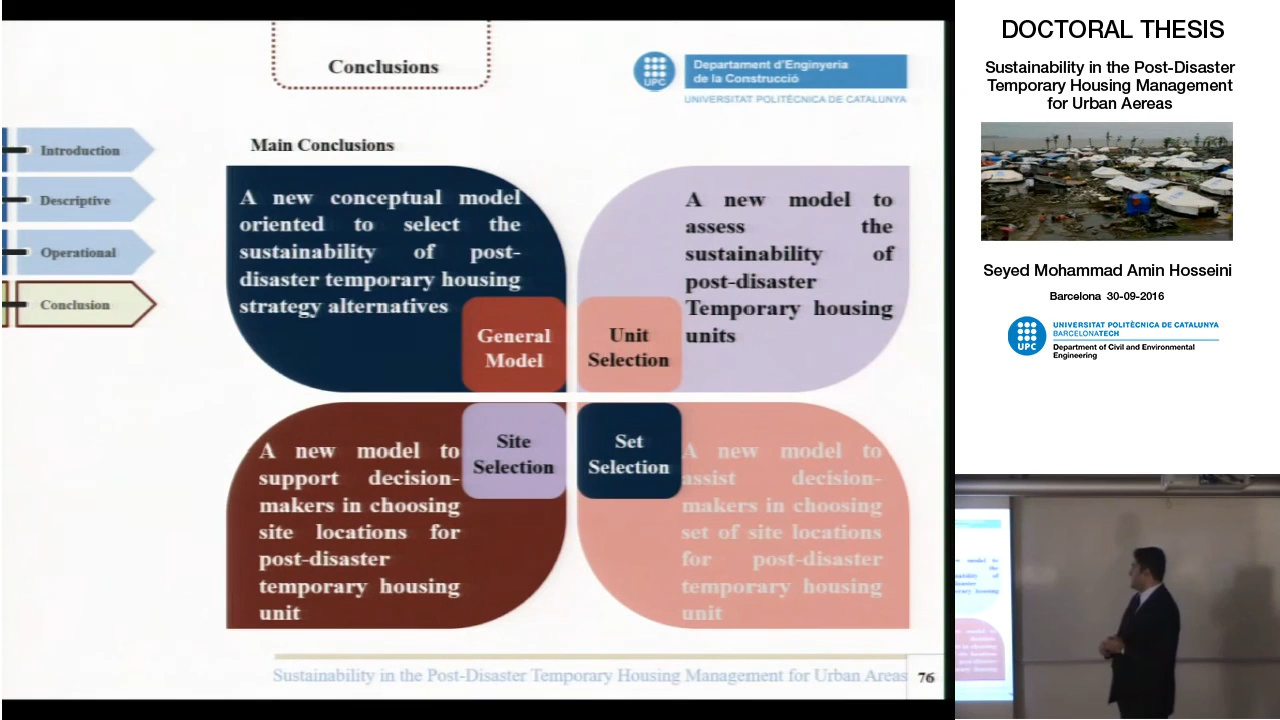 Conclusions
UPC
Departament d'Enginyeria
de la Construcció
UNIVERSITAT POLITÈCNICA DE CATALUNYA
Introduction
Descriptive
Operational
Conclusion
Main Conclusions
A new conceptual model
oriented to select the
sustainability of post-
disaster temporary housing
strategy alternatives
General
Model
A new model to
assess the
sustainability of
post-disaster
Temporary housing
units
Unit
Selection
A new model to
support decision-
makers in choosing
site locations for
post-disaster
temporary housing
unit
Site
Selection
A new model to
assist decision-
makers in choosing
set of site locations
for post-disaster
temporary housing
unit
Set
Selection
Sustainability in the Post-Disaster Temporary Housing Management for Urban Areas
76
DOCTORAL THESIS
Sustainability in the Post-Disaster
Temporary Housing Management
for Urban Aereas
Seyed Mohammad Amin Hosseini
Barcelona 30-09-2016
UPC
UNIVERSITAT POLITÈCNICA DE CATALUNYA
BARCELONATECH
Department of Civil and Environmental
Engineering